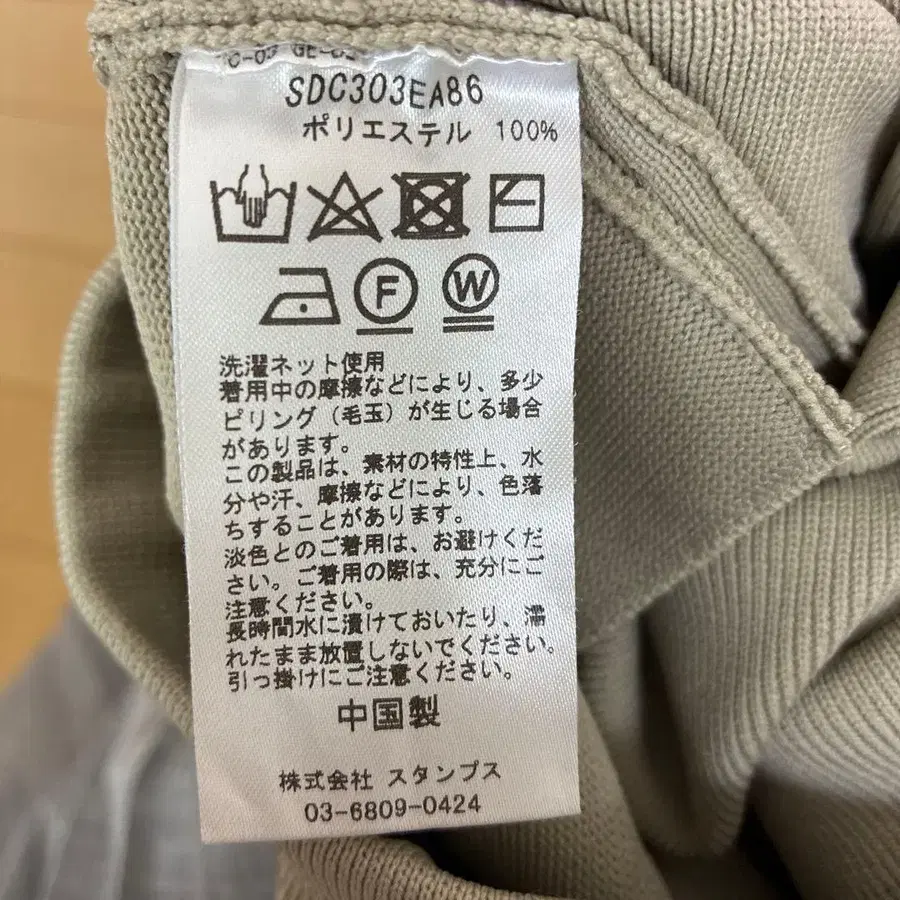 SDC303EA86
ポリエステル 100%
F W
洗濯ネット使用
着用中の摩擦などにより、多少
ピリング（毛玉）が生じる場合
があります。
この製品は、素材の特性上、水
分や汗、摩擦などにより、色落
ちすることがあります。
淡色とのご着用は、お避けくだ
さい。ご着用の際は、充分にご
注意ください。
長時間水に漬けておいたり、濡
れたまま放置しないでください。
引っ掛けにご注意ください。
中国製
株式会社 スタンプス
03-6809-0424